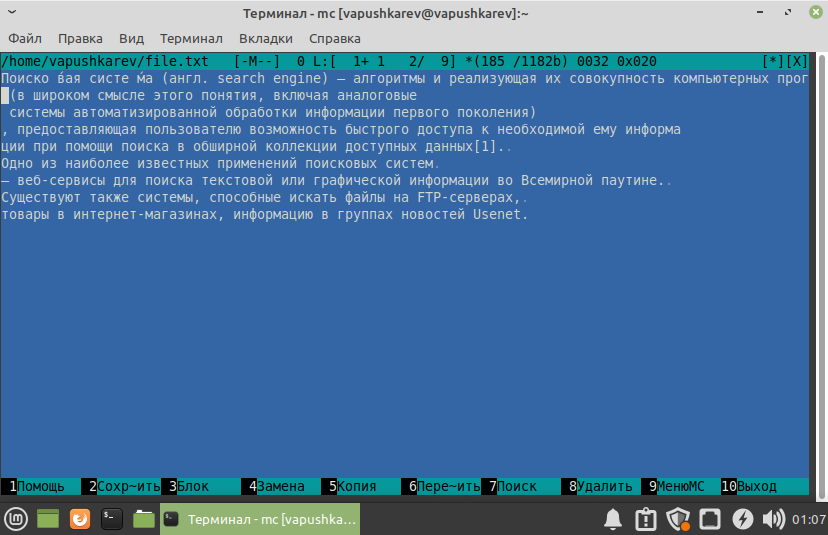 Терминал - mc [vapushkarev@vapushkarev]:~
Файл Правка Вид Терминал Вкладки Справка
/home/vapushkarev/file.txt [-M--] 0 L:[ 1+ 1 2/ 9] *(185 /1182b) 0032 0x020 [*][X]
Поиско́вая систе́ма (англ. search engine) — алгоритмы и реализующая их совокупность компьютерных прог
(в широком смысле этого понятия, включая аналоговые
системы автоматизированной обработки информации первого поколения)
, предоставляющая пользователю возможность быстрого доступа к необходимой ему информа
ции при помощи поиска в обширной коллекции доступных данных[1]..
Одно из наиболее известных применений поисковых систем.
— веб-сервисы для поиска текстовой или графической информации во Всемирной паутине..
Существуют также системы, способные искать файлы на FTP-серверах,.
товары в интернет-магазинах, информацию в группах новостей Usenet.
1Помощь 2Сохр~ить 3Блок 4Замена 5Копия 6Пере~ить 7Поиск 8Удалить 9МенюMC 10Выход
Терминал - mc [vapushka... 01:07